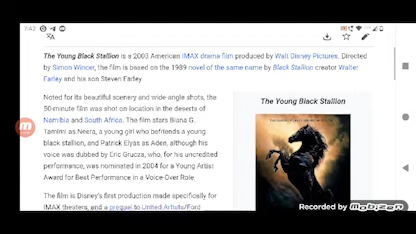 7:42
The Young Black Stallion is a 2003 American IMAX drama film produced by Walt Disney Pictures. Directed
by Simon Wincer, the film is based on the 1989 novel of the same name by Black Stallion creator Walter
Farley and his son Steven Farley.
Noted for its beautiful scenery and wide-angle shots, the
50-minute film was shot on location in the deserts of
Namibia and South Africa. The film stars Biana G.
Tamimi as Neera, a young girl who befriends a young
black stallion, and Patrick Elyas as Aden, although his
voice was dubbed by Eric Grucza, who, for his uncredited
performance, was nominated in 2004 for a Young Artist
Award for Best Performance in a Voice-Over Role.
The film is Disney's first production made specifically for
IMAX theaters, and a prequel to United Artists/Ford
The Young Black Stallion
Recorded by Mobizen